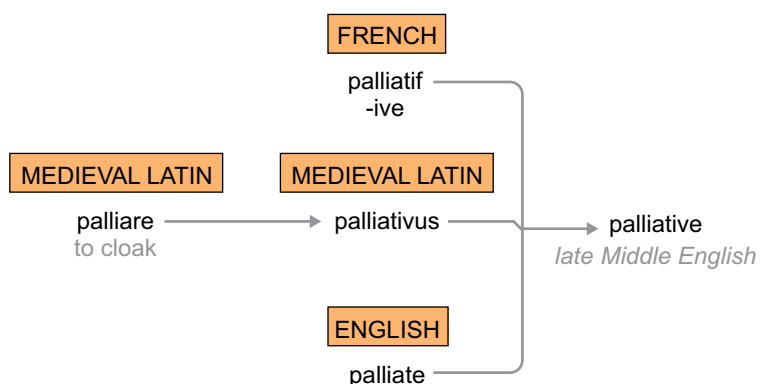 FRENCH
palliatif
-ive
MEDIEVAL LATIN MEDIEVAL LATIN
palliare palliativus palliative
to cloak late Middle English
ENGLISH
palliate